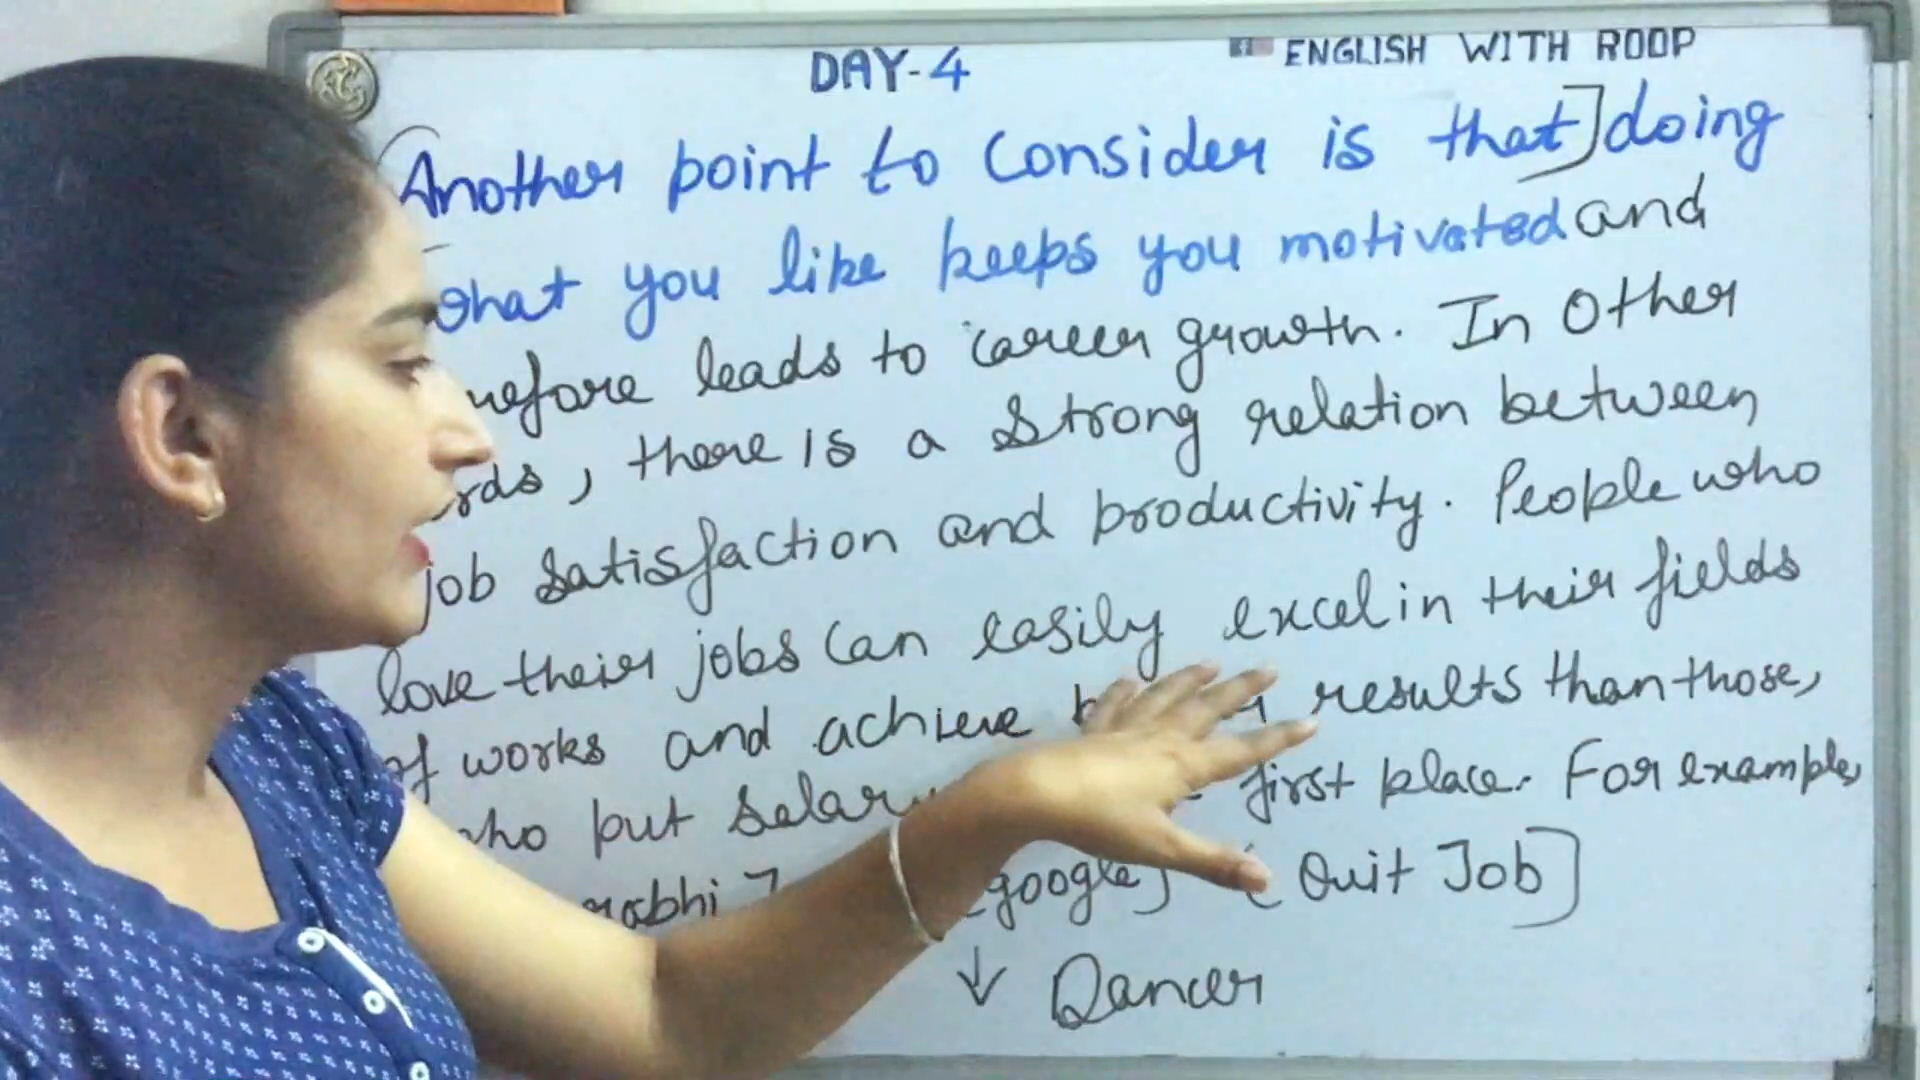 DAY-4
ENGLISH WITH ROOP
Another point to consider is that] doing
what you like keeps you motivated and
leads to career growth. In Other
, there is a strong relation between
job satisfaction and productivity. People who
love their jobs can easily excel in their fields
of works and achieve results than those,
who put salary first place. For example,
google] [Quit Job]
↓ Dancer